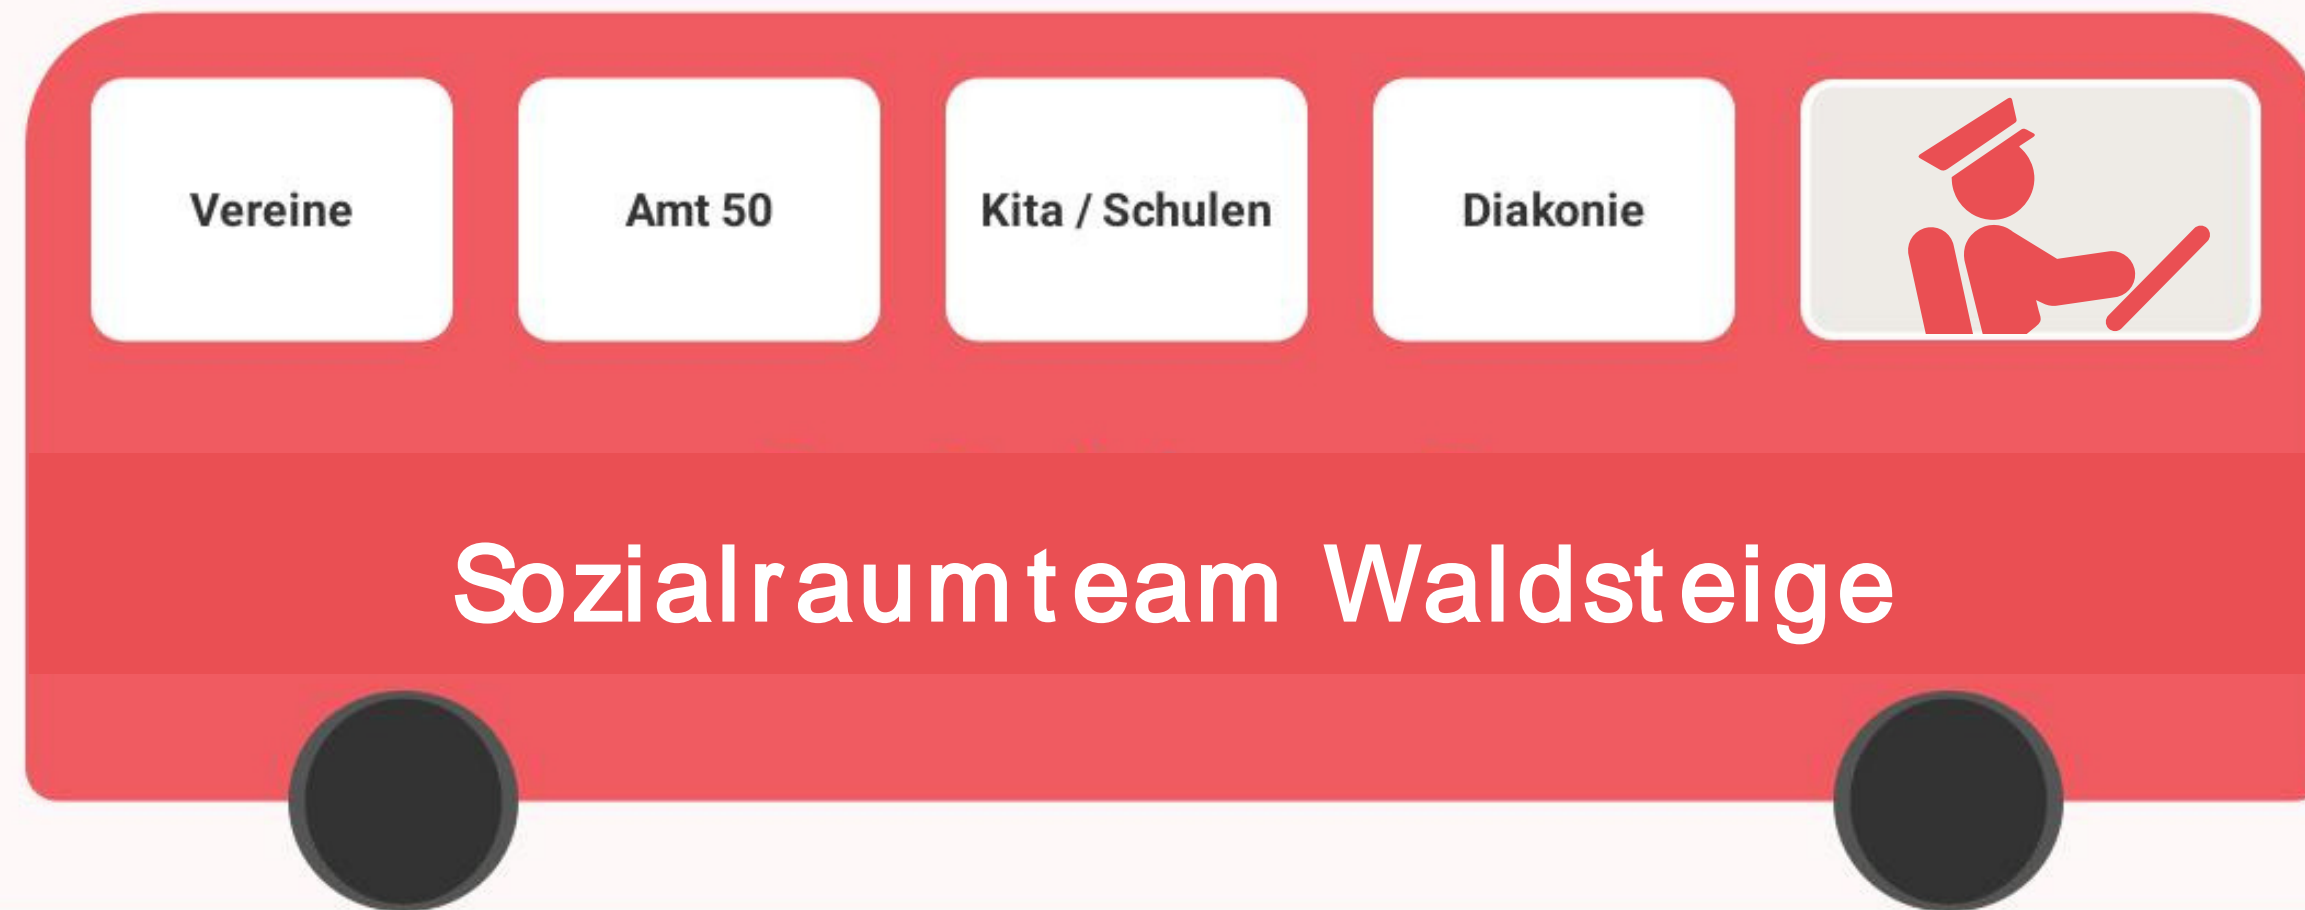 Vereine
Amt 50
Kita / Schulen
Diakonie
Sozialraumteam Waldsteige